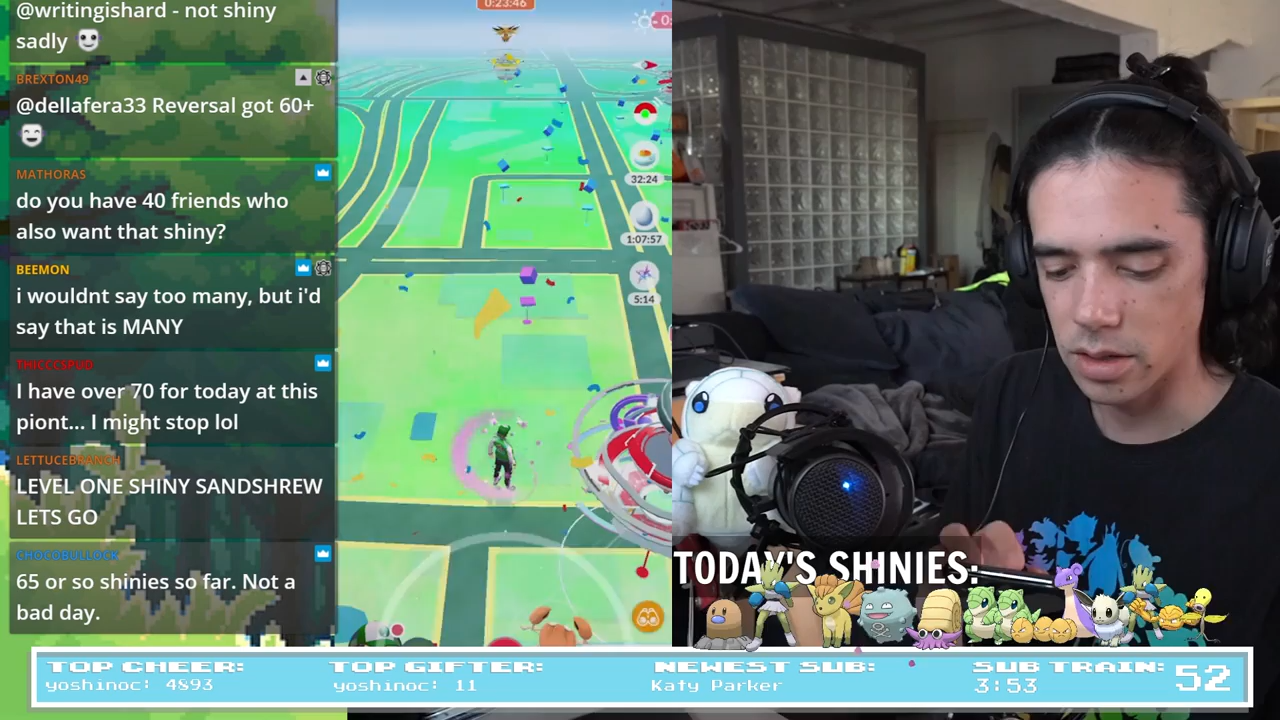 @writingishard - not shiny
sadly
BREXTON49
@dellafera33 Reversal got 60+
MATHORAS
do you have 40 friends who
also want that shiny?
BEEMON
i wouldnt say too many, but i'd
say that is MANY
THICCCSPUD
I have over 70 for today at this
piont... I might stop lol
LETTUCEBRANCH
LEVEL ONE SHINY SANDSHREW
LETS GO
CHOCOBULLOCK
65 or so shinies so far. Not a
bad day.
0:23:46
32:24
1:07:57
5:14
TODAY'S SHINIES:
TOP CHEER:
yoshinoc: 4893
TOP GIFTER:
yoshinoc: 11
NEWEST SUB:
Katy Parker
SUB TRAIN:
3:53
52